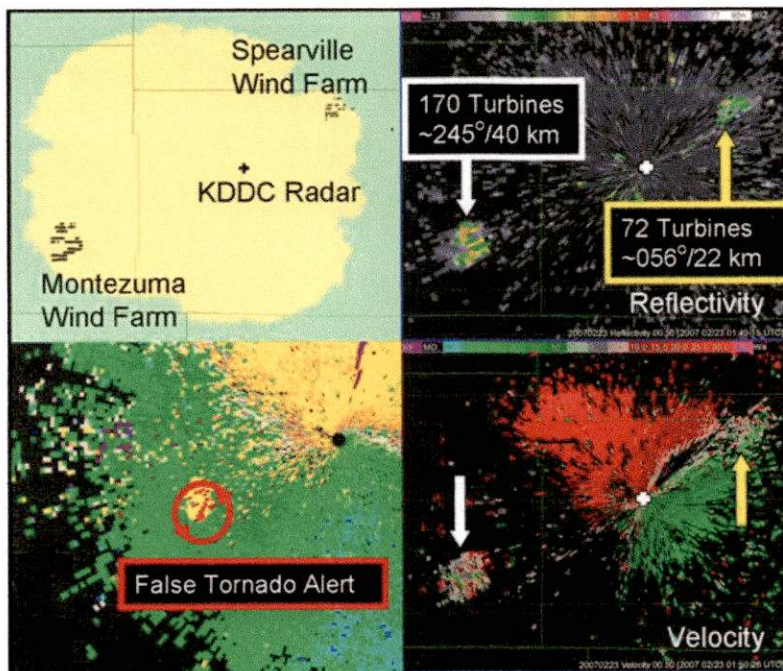 Spearville
Wind Farm
KDDC Radar
Montezuma
Wind Farm
170 Turbines
~245°/40 km
72 Turbines
~056°/22 km
Reflectivity
False Tornado Alert
Velocity